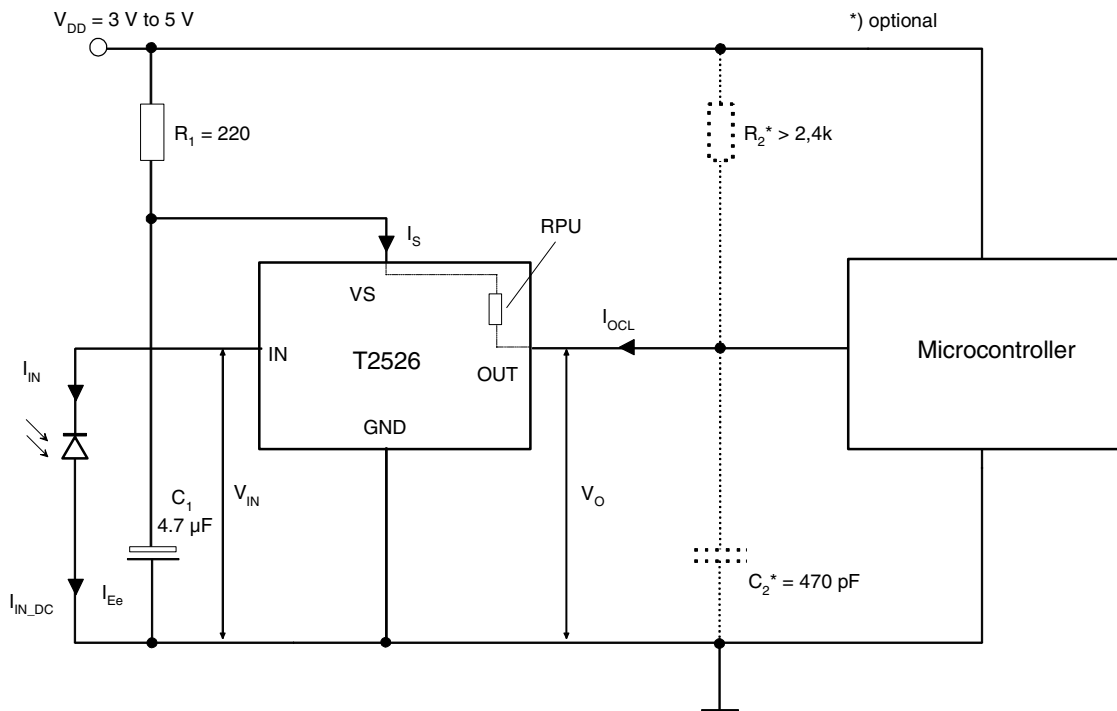 V_DD = 3 V to 5 V
*) optional
R_1 = 220
R_2* > 2,4k
I_S
RPU
VS
I_OCL
IN
T2526
OUT
Microcontroller
I_IN
GND
C_1
4.7 µF
V_IN
V_O
C_2* = 470 pF
I_IN_DC
I_Ee